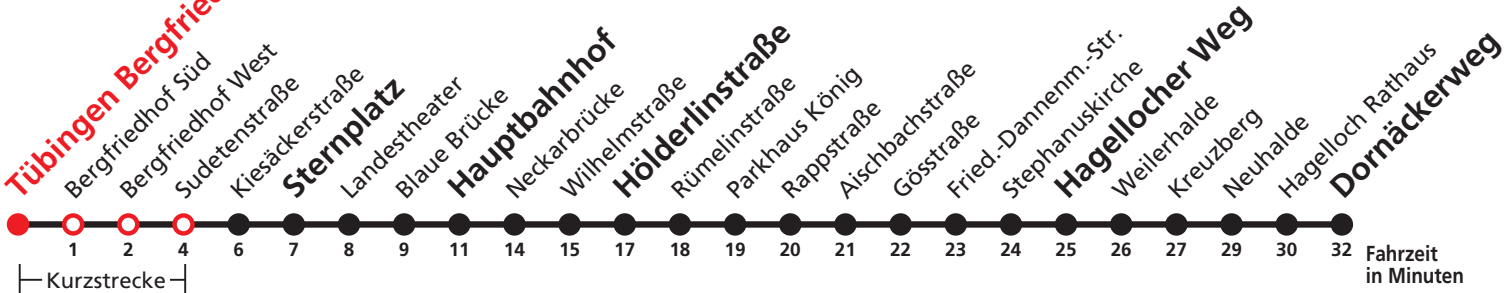 Tübingen Bergfried
Bergfriedhof Süd
Bergfriedhof West
Sudetenstraße
Kiesäckerstraße
Sternplatz
Landestheater
Blaue Brücke
Hauptbahnhof
Neckarbrücke
Wilhelmstraße
Hölderlinstraße
Rümelinstraße
Parkhaus König
Rappstraße
Aischbachstraße
Gösstraße
Fried.-Dannenm.-Str.
Stephanuskirche
Hagellocher Weg
Weilerhalde
Kreuzberg
Neuhalde
Hagelloch Rathaus
Dornäckerweg
1 2 4 6 7 8 9 11 14 15 17 18 19 20 21 22 23 24 25 26 27 29 30 32 Fahrzeit
in Minuten
Kurzstrecke